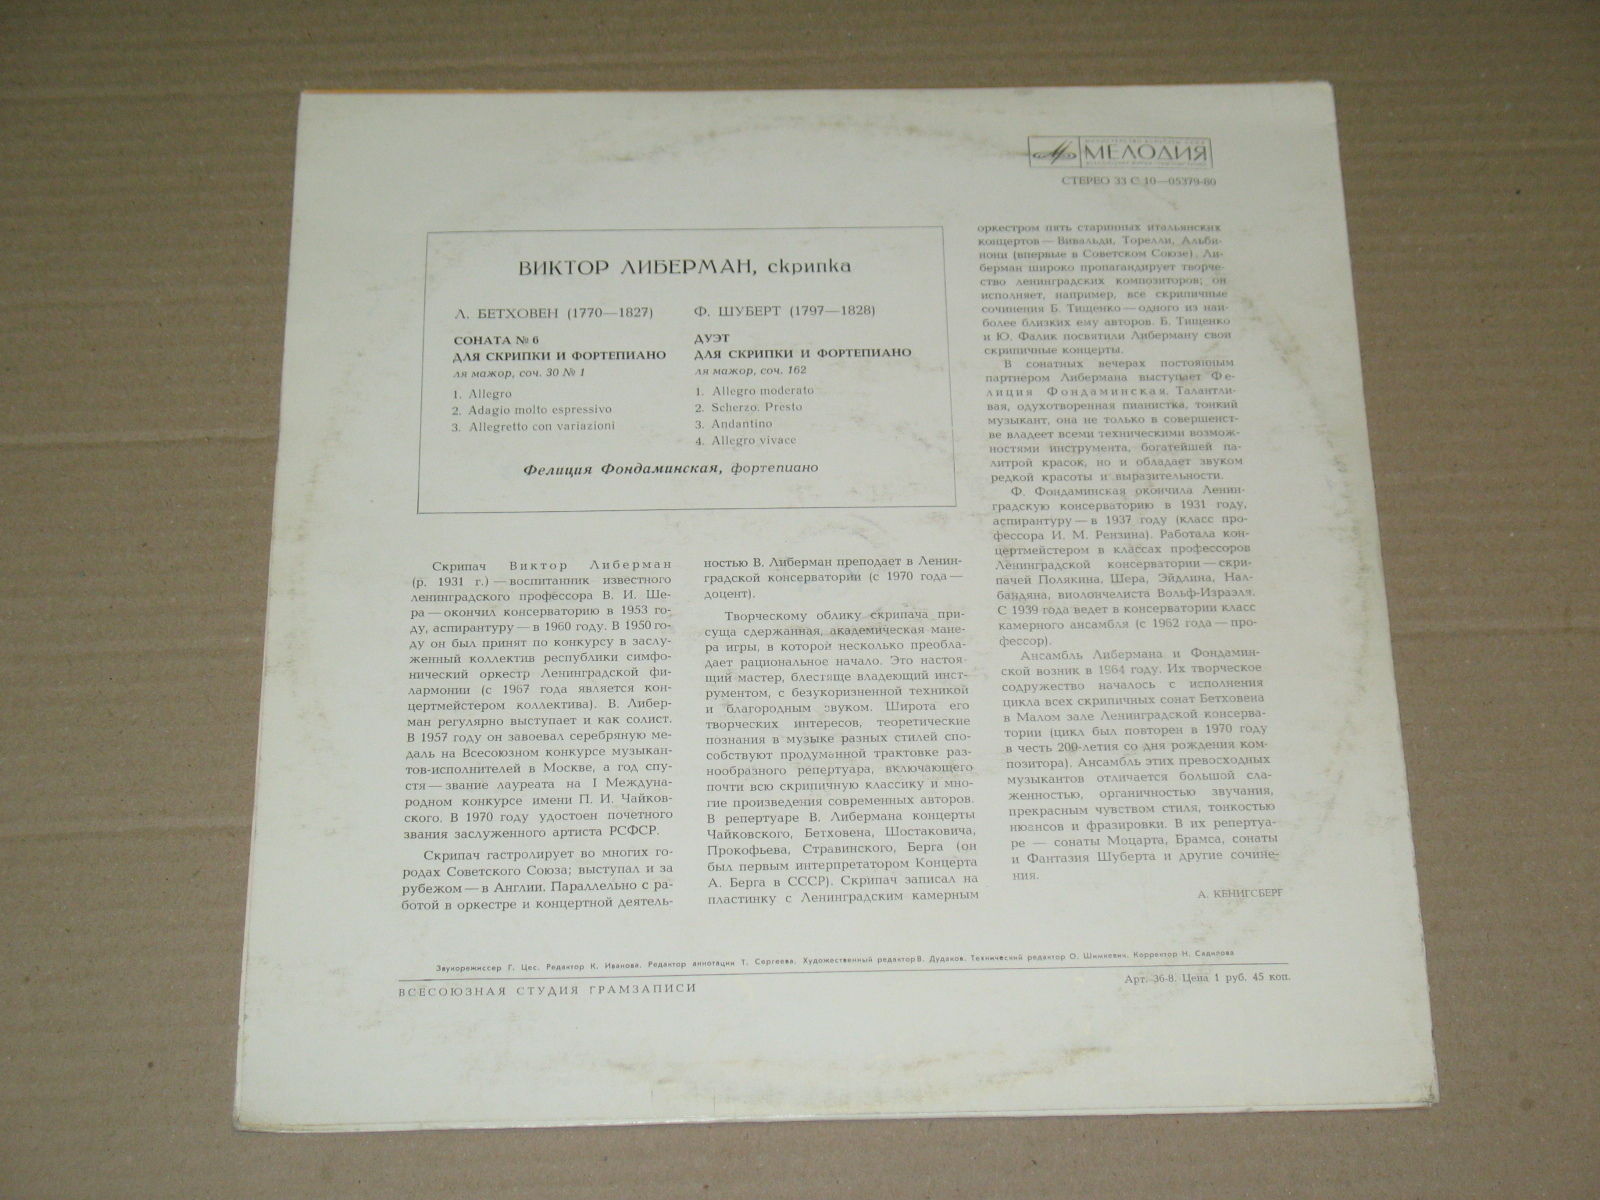 МЕЛОДИЯ
СТЕРЕО 33 С 10—05379-80
ВИКТОР ЛИБЕРМАН, скрипка
Л. БЕТХОВЕН (1770—1827)
СОНАТА № 6
ДЛЯ СКРИПКИ И ФОРТЕПИАНО
ля мажор, соч. 30 № 1
1. Allegro
2. Adagio molto espressivo
3. Allegretto con variazioni
Ф. ШУБЕРТ (1797—1828)
ДУЭТ
ДЛЯ СКРИПКИ И ФОРТЕПИАНО
ля мажор, соч. 162
1. Allegro moderato
2. Scherzo. Presto
3. Andantino
4. Allegro vivace
Фелиция Фондаминская, фортепиано
Скрипач Виктор Либерман
(р. 1931 г.) — воспитанник известного
ленинградского профессора В. И. Ше-
ра — окончил консерваторию в 1953 го-
ду, аспирантуру — в 1960 году. В 1950 го-
ду он был принят по конкурсу в заслу-
женный коллектив республики симфо-
нический оркестр Ленинградской фи-
лармонии (с 1967 года является кон-
цертмейстером коллектива). В. Либер-
ман регулярно выступает и как солист.
В 1957 году он завоевал серебряную ме-
даль на Всесоюзном конкурсе музыкан-
тов-исполнителей в Москве, а год спу-
стя — звание лауреата на I Междуна-
родном конкурсе имени П. И. Чайков-
ского. В 1970 году удостоен почетного
звания заслуженного артиста РСФСР.
Скрипач гастролирует во многих го-
родах Советского Союза; выступал и за
рубежом — в Англии. Параллельно с ра-
ботой в оркестре и концертной деятель-
ностью В. Либерман преподает в Ленин-
градской консерватории (с 1970 года —
доцент).
Творческому облику скрипача при-
суща сдержанная, академическая мане-
ра игры, в которой несколько преобла-
дает рациональное начало. Это настоя-
щий мастер, блестяще владеющий инст-
рументом, с безукоризненной техникой
и благородным звуком. Широта его
творческих интересов, теоретические
познания в музыке разных стилей спо-
собствуют продуманной трактовке раз-
нообразного репертуара, включающего
почти всю скрипичную классику и мно-
гие произведения современных авторов.
В репертуаре В. Либермана концерты
Чайковского, Бетховена, Шостаковича,
Прокофьева, Стравинского, Берга (он
был первым интерпретатором Концерта
А. Берга в СССР). Скрипач записал на
пластинку с Ленинградским камерным
оркестром пять старинных итальянских
концертов — Вивальди, Торелли, Альби-
нони (впервые в Советском Союзе). Ли-
берман широко пропагандирует творче-
ство ленинградских композиторов; он
исполняет, например, все скрипичные
сочинения Б. Тищенко — одного из наи-
более близких ему авторов. Б. Тищенко
и Ю. Фалик посвятили Либерману свои
скрипичные концерты.
В сонатных вечерах постоянным
партнером Либермана выступает Фе-
лиция Фондаминская. Талантли-
вая, одухотворенная пианистка, тонкий
музыкант, она не только в совершенст-
ве владеет всеми техническими возмож-
ностями инструмента, богатейшей па-
литрой красок, но и обладает звуком
редкой красоты и выразительности.
Ф. Фондаминская окончила Ленин-
градскую консерваторию в 1931 году,
аспирантуру — в 1937 году (класс про-
фессора И. М. Рензина). Работала кон-
цертмейстером в классах профессоров
Ленинградской консерватории — скри-
пачей Полякина, Шера, Эйдлина, Нал-
бандяна, виолончелиста Вольф-Израэля.
С 1939 года ведет в консерватории класс
камерного ансамбля (с 1962 года — про-
фессор).
Ансамбль Либермана и Фондамин-
ской возник в 1964 году. Их творческое
содружество началось с исполнения
цикла всех скрипичных сонат Бетховена
в Малом зале Ленинградской консерва-
тории (цикл был повторен в 1970 году
в честь 200-летия со дня рождения ком-
позитора). Ансамбль этих превосходных
музыкантов отличается большой сла-
женностью, органичностью звучания,
прекрасным чувством стиля, тонкостью
нюансов и фразировки. В их репертуа-
ре — сонаты Моцарта, Брамса, сонаты
и Фантазия Шуберта и другие сочине-
ния.
А. КЕНИГСБЕРГ
Звукорежиссер Г. Цес. Редактор К. Иванова. Редактор аннотации Т. Сергеева. Художественный редактор В. Дудаков. Технический редактор О. Шимкевич. Корректор Н. Садилова
ВСЕСОЮЗНАЯ СТУДИЯ ГРАМЗАПИСИ
Арт. 36-8. Цена 1 руб. 45 коп.